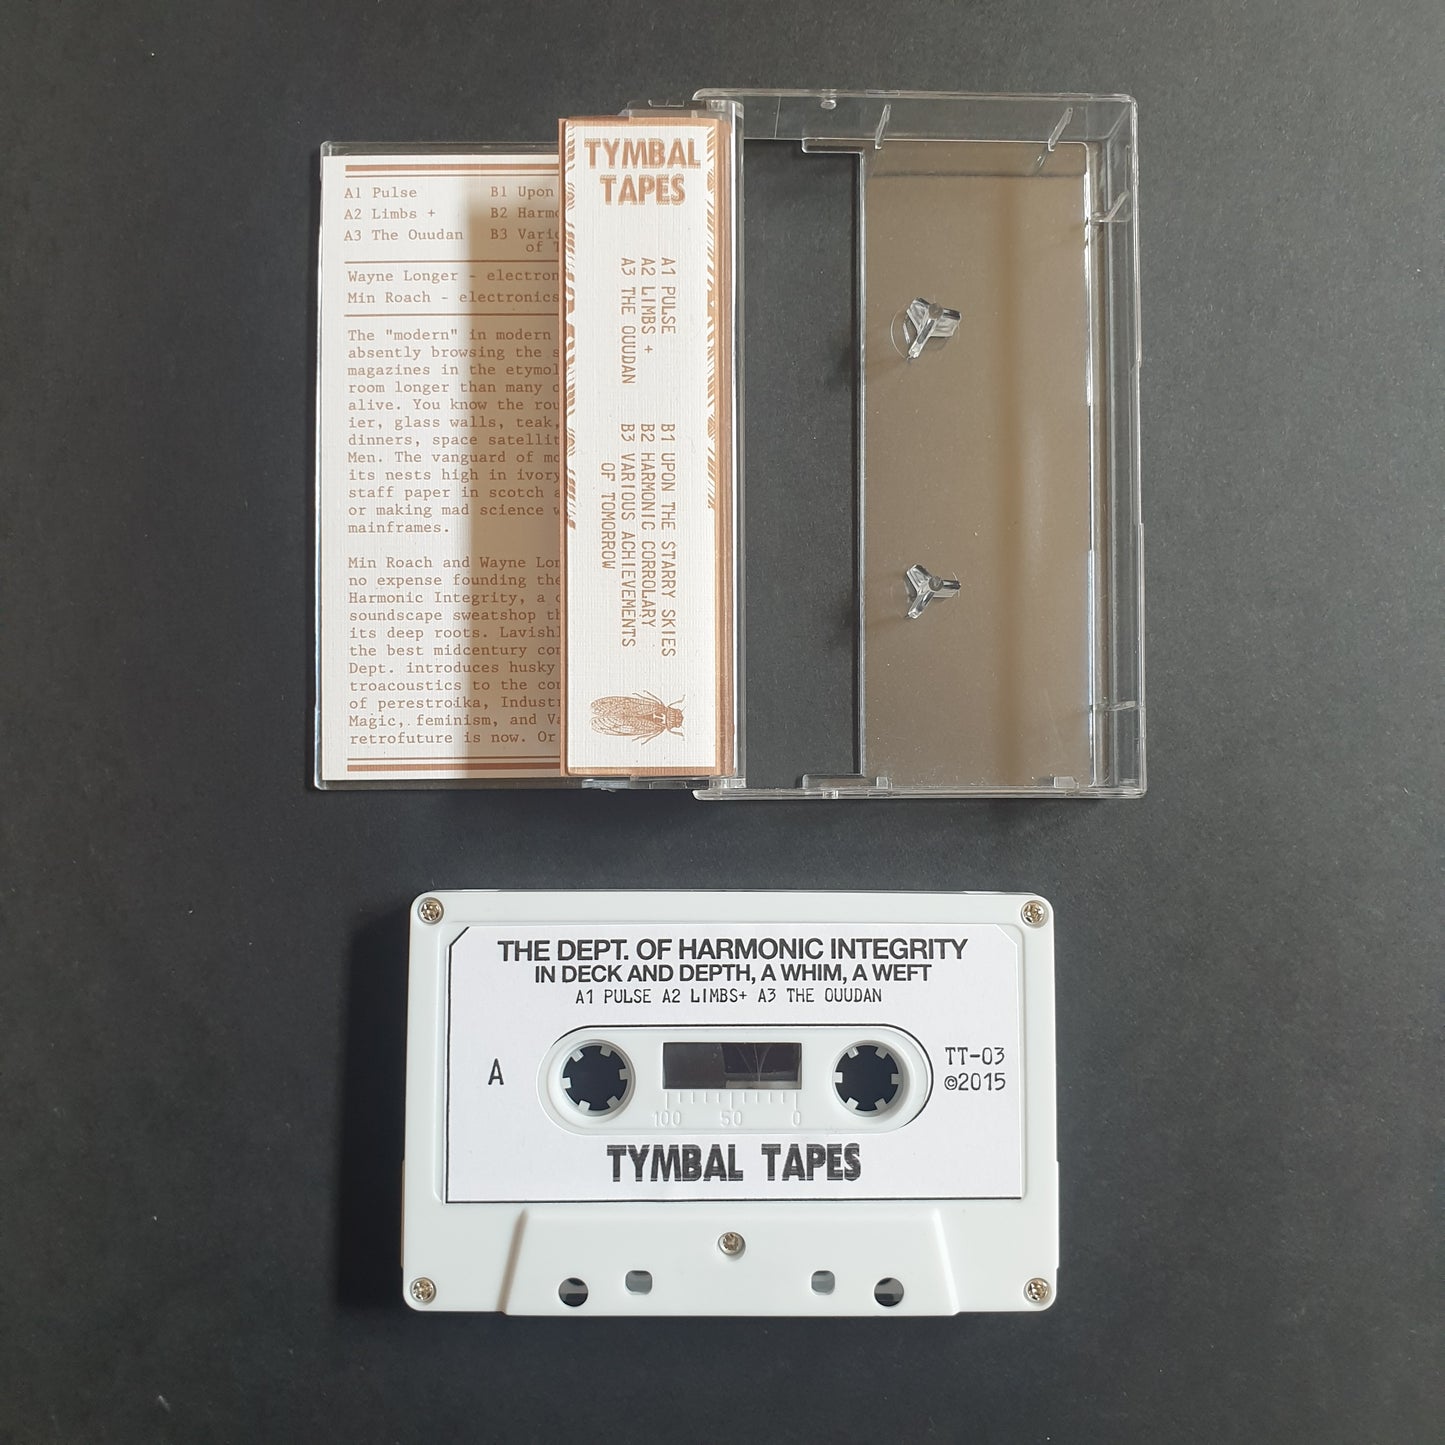 A1 Pulse B1 Upon
A2 Limbs +
A3 The Ouudan
B2 Harmo
B3 Vario
of T
Wayne Longer - electron
Min Roach - electronics
The "modern" in modern
absently browsing the s
magazines in the etymol
room longer than many o
alive. You know the rou
ier, glass walls, teak,
dinners, space satellit
Men. The vanguard of mo
its nests high in ivory
staff paper in scotch a
or making mad science w
mainframes.
Min Roach and Wayne Lon
no expense founding the
Harmonic Integrity, a c
soundscape sweatshop th
its deep roots. Lavishl
the best midcentury con
Dept. introduces husky
troacoustics to the con
of perestroika, Industr
Magic, feminism, and Va
retrofuture is now. Or
TYMBAL
TAPES
A1 PULSE
A2 LIMBS +
A3 THE OUUDAN
B1 UPON THE STARRY SKIES
B2 HARMONIC CORROLARY
B3 VARIOUS ACHIEVEMENTS
OF TOMORROW
THE DEPT. OF HARMONIC INTEGRITY
IN DECK AND DEPTH, A WHIM, A WEFT
A1 PULSE A2 LIMBS+ A3 THE OUUDAN
A
TT-03
©2015
100 50 0
TYMBAL TAPES